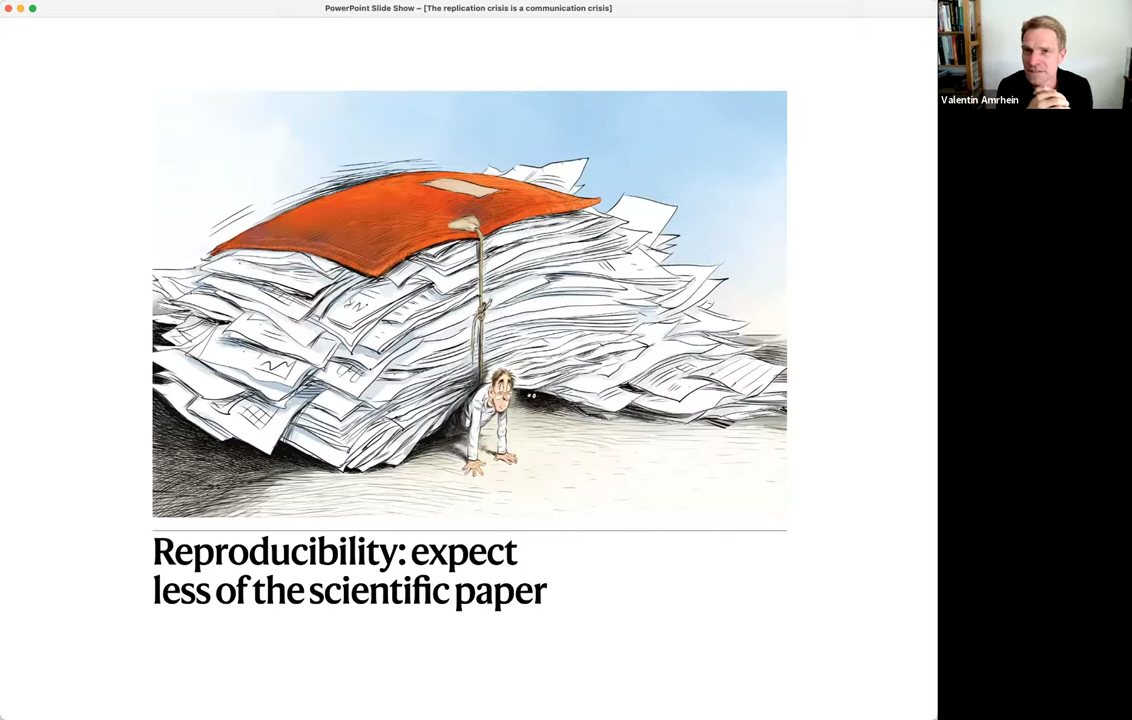 PowerPoint Slide Show – [The replication crisis is a communication crisis]
Valentin Amrhein
Reproducibility: expect
less of the scientific paper